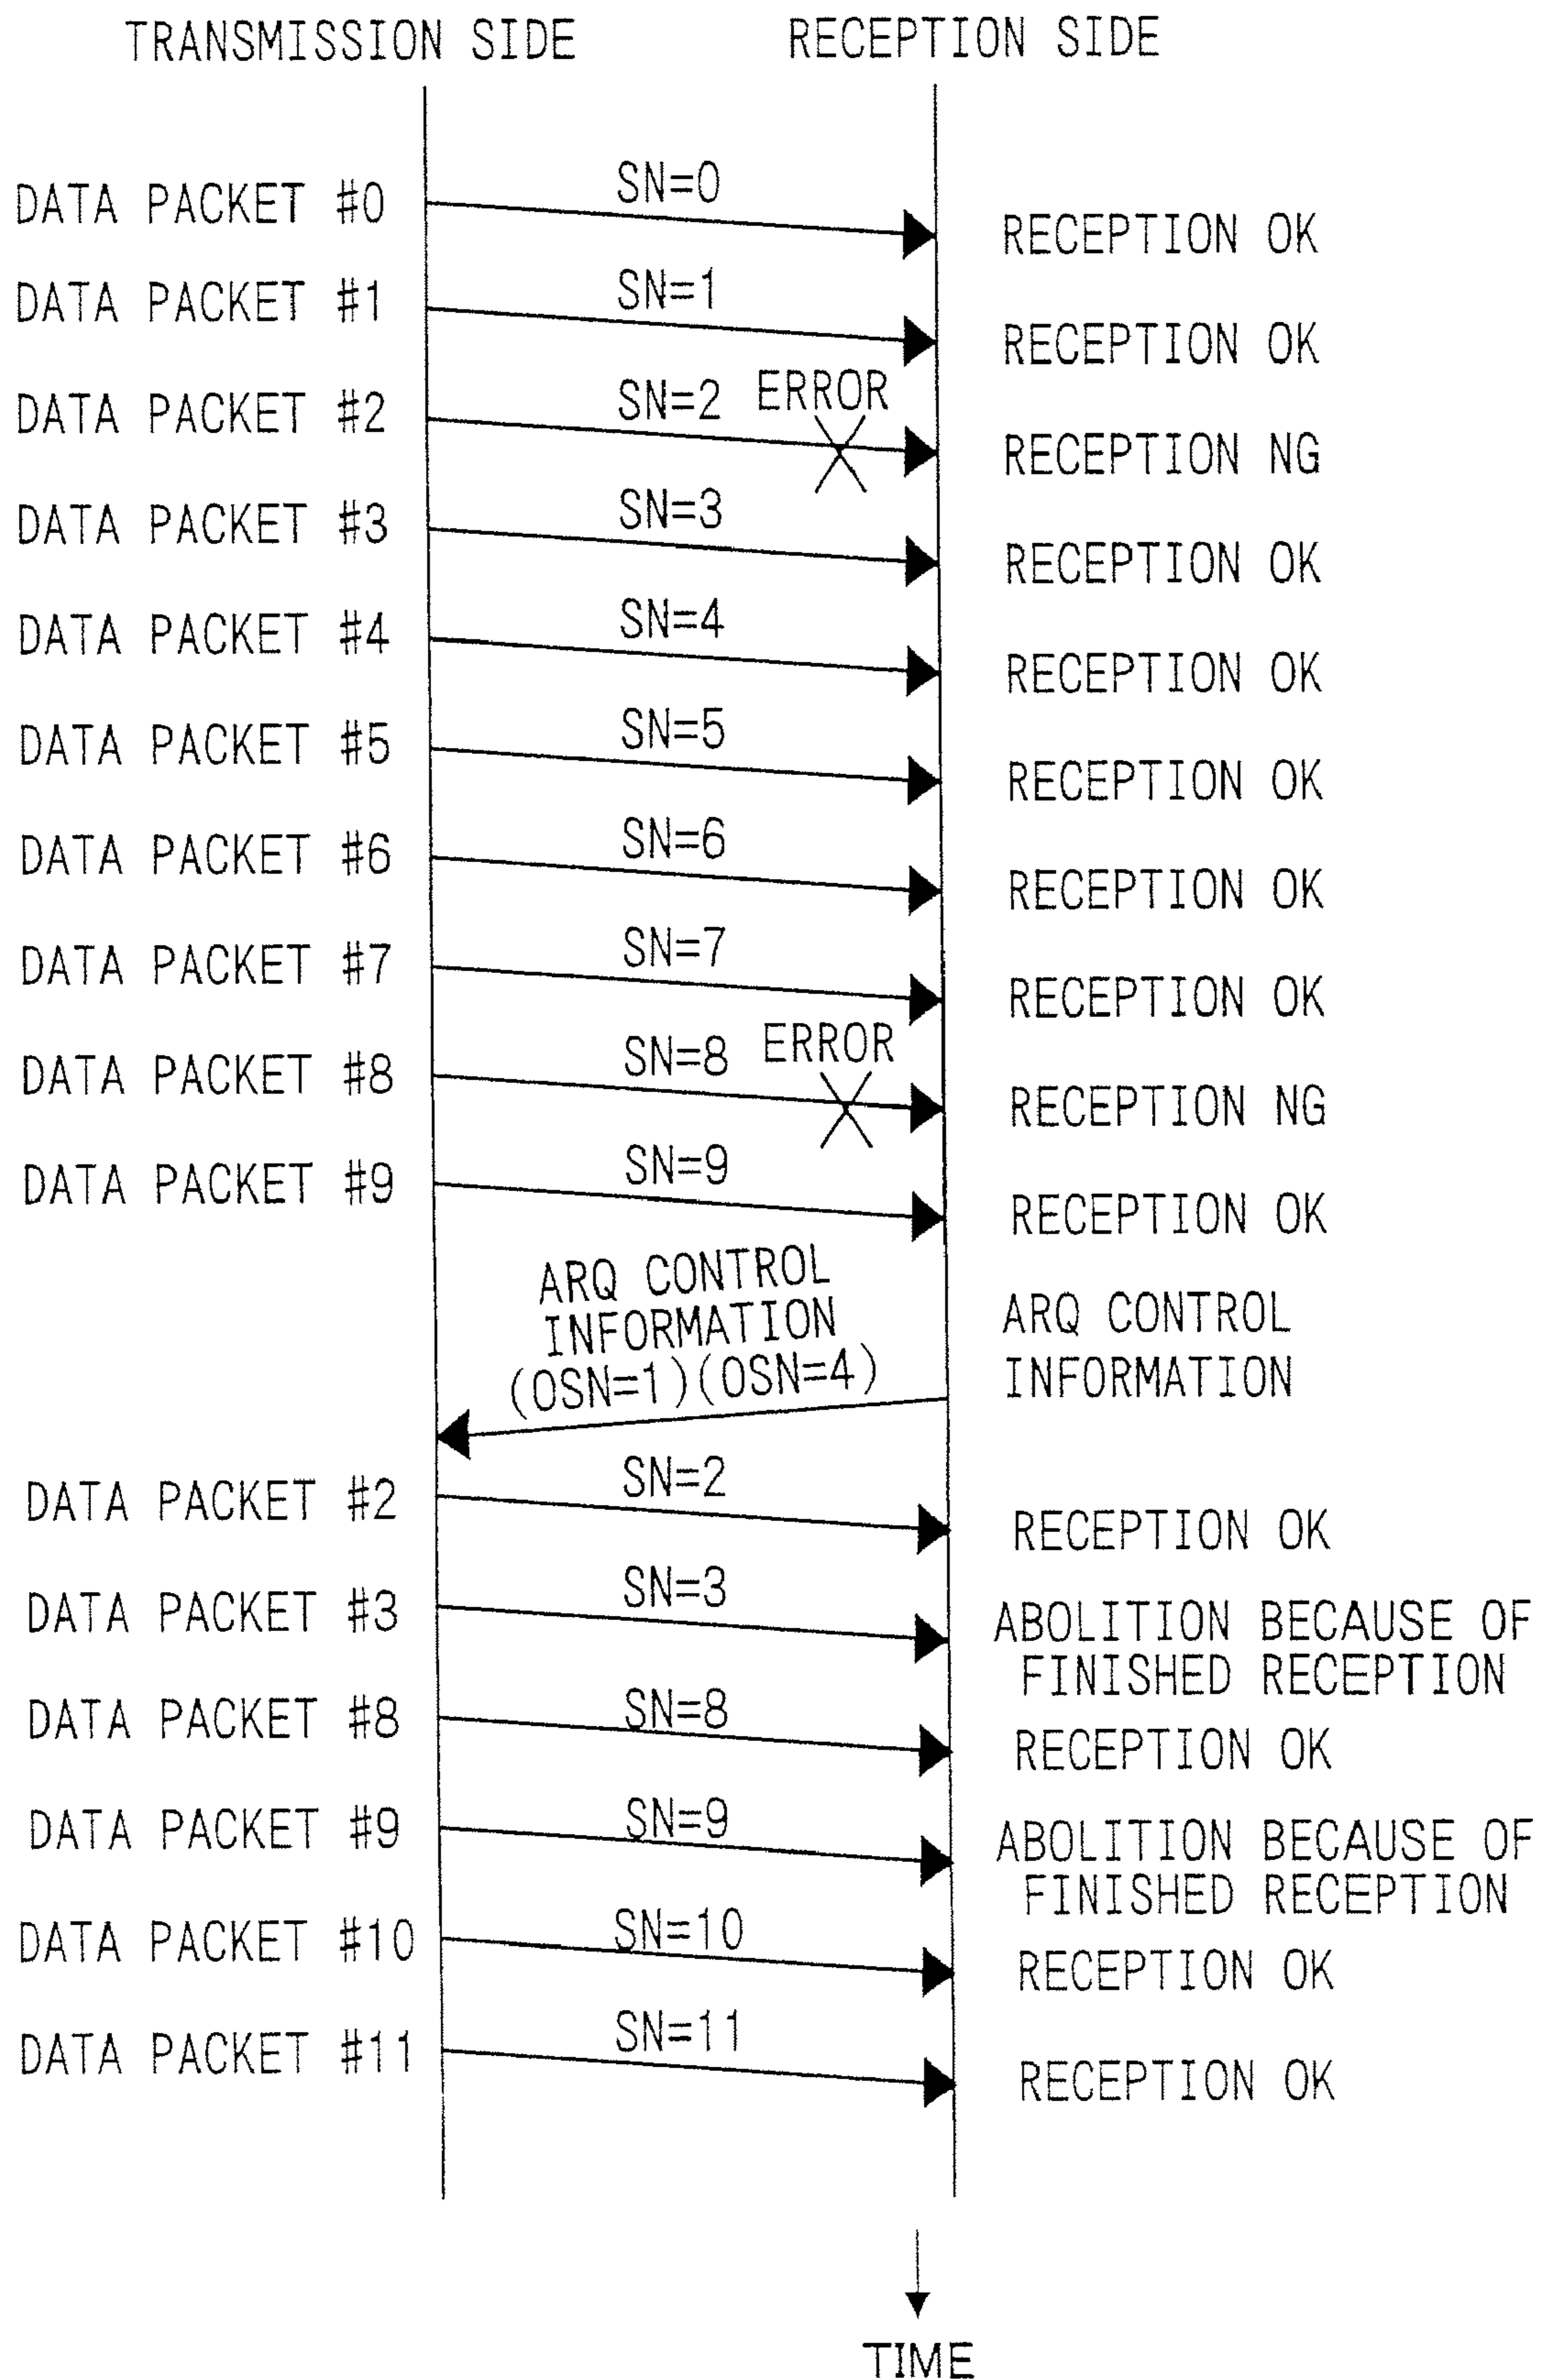 TRANSMISSION SIDE RECEPTION SIDE
DATA PACKET #0 SN=0 RECEPTION OK
DATA PACKET #1 SN=1 RECEPTION OK
DATA PACKET #2 SN=2 ERROR RECEPTION NG
DATA PACKET #3 SN=3 RECEPTION OK
DATA PACKET #4 SN=4 RECEPTION OK
DATA PACKET #5 SN=5 RECEPTION OK
DATA PACKET #6 SN=6 RECEPTION OK
DATA PACKET #7 SN=7 RECEPTION OK
DATA PACKET #8 SN=8 ERROR RECEPTION NG
DATA PACKET #9 SN=9 RECEPTION OK
ARQ CONTROL
INFORMATION
(OSN=1)(OSN=4)
ARQ CONTROL
INFORMATION
DATA PACKET #2 SN=2 RECEPTION OK
DATA PACKET #3 SN=3 ABOLITION BECAUSE OF
FINISHED RECEPTION
DATA PACKET #8 SN=8 RECEPTION OK
DATA PACKET #9 SN=9 ABOLITION BECAUSE OF
FINISHED RECEPTION
DATA PACKET #10 SN=10 RECEPTION OK
DATA PACKET #11 SN=11 RECEPTION OK
TIME